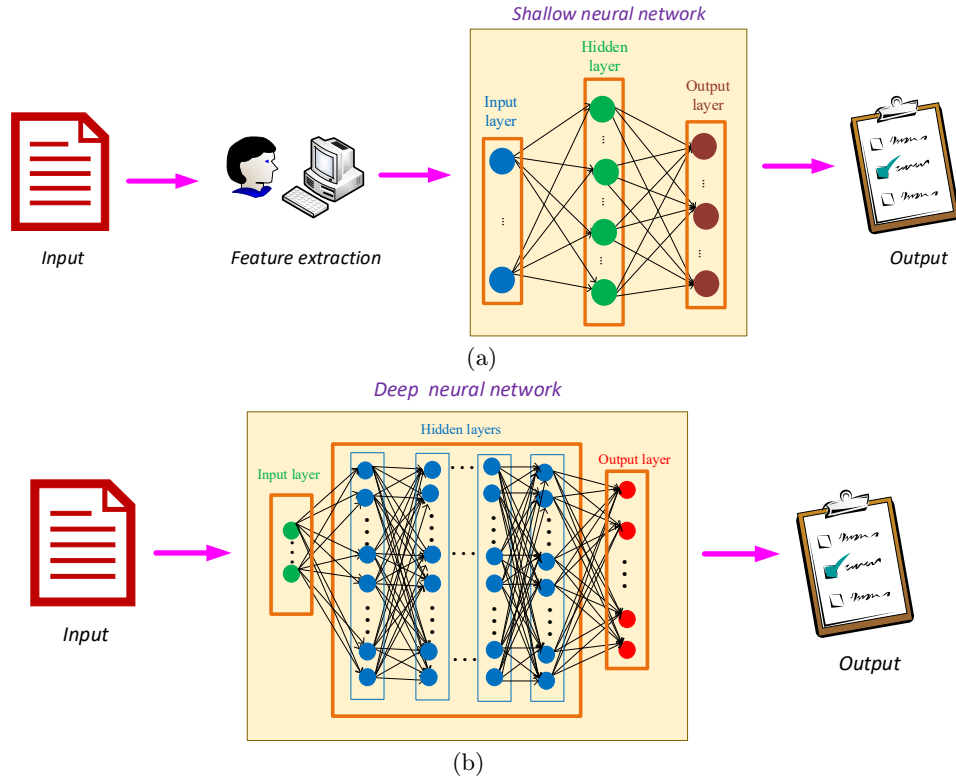 Shallow neural network
Hidden
layer
Input
layer
Output
layer
Input
Feature extraction
Output
(a)
Deep neural network
Hidden layers
Input layer
Output layer
Input
Output
(b)